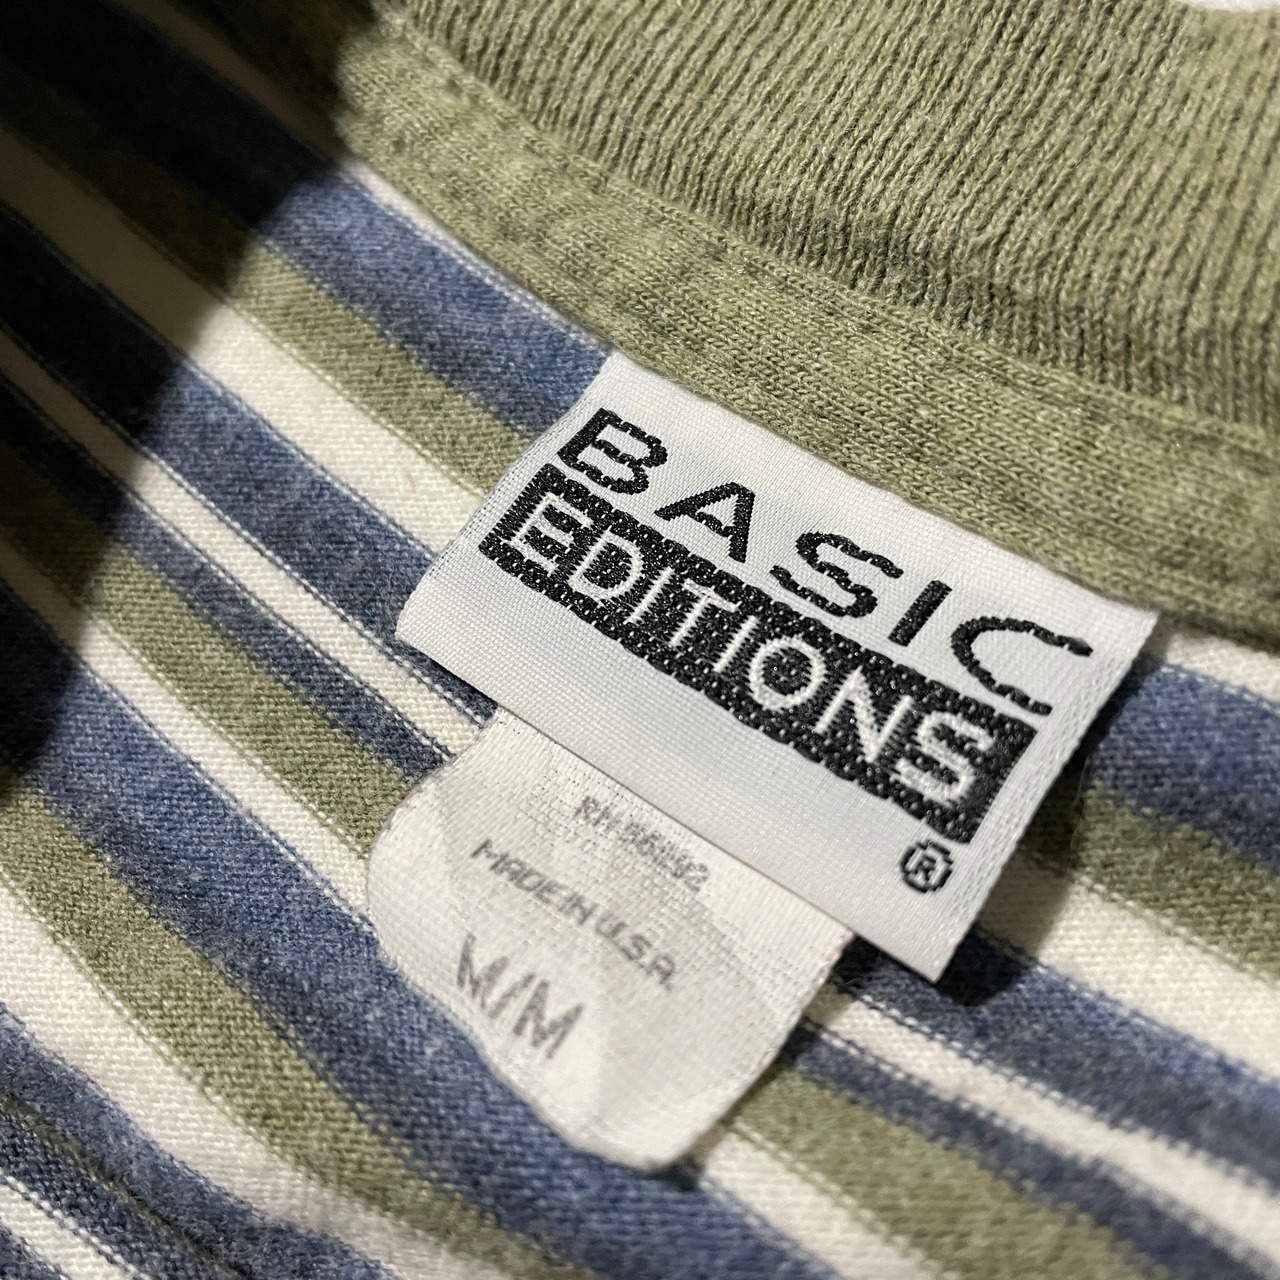 BASIC
EDITIONS
®
MADE IN U.S.A.
M/M